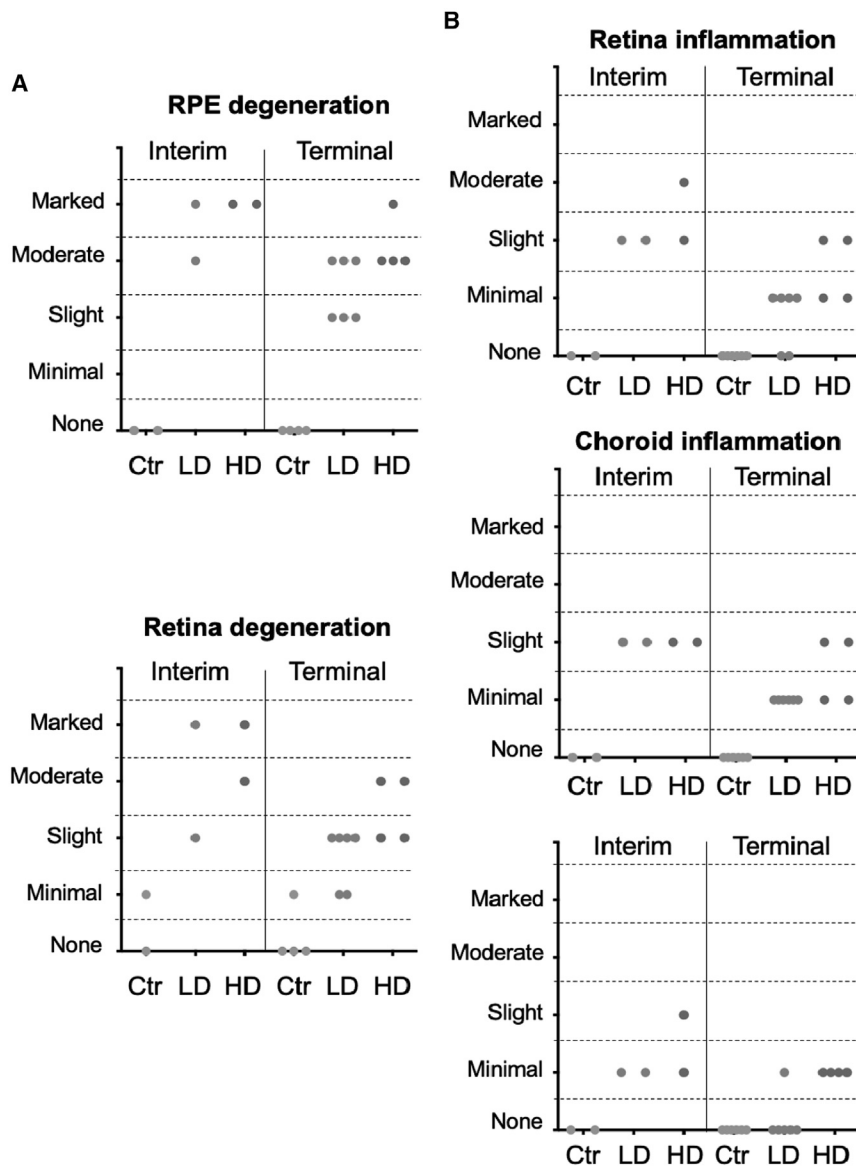 A
RPE degeneration
Interim Terminal
Marked
Moderate
Slight
Minimal
None
Ctr LD HD Ctr LD HD
Retina degeneration
Interim Terminal
Marked
Moderate
Slight
Minimal
None
Ctr LD HD Ctr LD HD
B
Retina inflammation
Interim Terminal
Marked
Moderate
Slight
Minimal
None
Ctr LD HD Ctr LD HD
Choroid inflammation
Interim Terminal
Marked
Moderate
Slight
Minimal
None
Ctr LD HD Ctr LD HD
Interim Terminal
Marked
Moderate
Slight
Minimal
None
Ctr LD HD Ctr LD HD